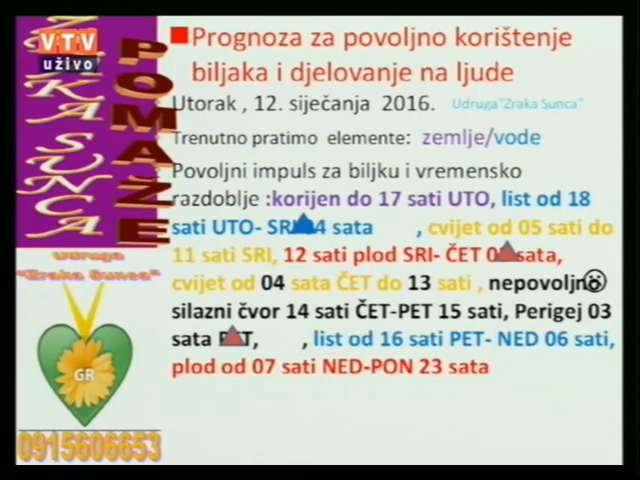 VTV
uživo
ZRAKA SUNCA
POMAŽE
Udruga
"Zraka Sunca"
GR
0915606653
Prognoza za povoljno korištenje
biljaka i djelovanje na ljude
Utorak , 12. siječanja 2016. Udruga"Zraka Sunca"
Trenutno pratimo elemente: zemlje/vode
Povoljni impuls za biljku i vremensko
razdoblje :korijen do 17 sati UTO, list od 18
sati UTO- SRI 04 sata , cvijet od 05 sati do
11 sati SRI, 12 sati plod SRI- ČET sata,
cvijet od 04 sata ČET do 13 sati , nepovoljno
silazni čvor 14 sati ČET-PET 15 sati, Perigej 03
sata PET, , list od 16 sati PET- NED 06 sati,
plod od 07 sati NED-PON 23 sata